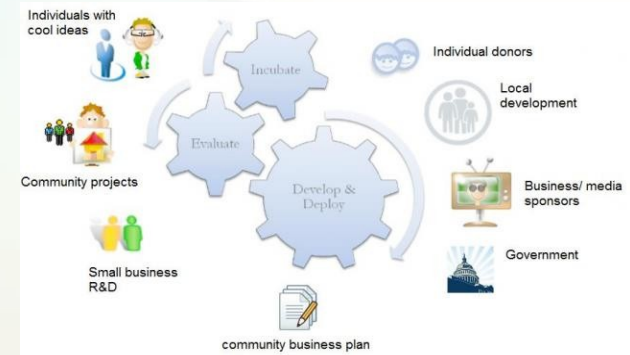 Individuals with
cool ideas
Incubate
Individual donors
Local
development
Evaluate
Community projects
Develop &
Deploy
Business/ media
sponsors
Small business
R&D
Government
community business plan